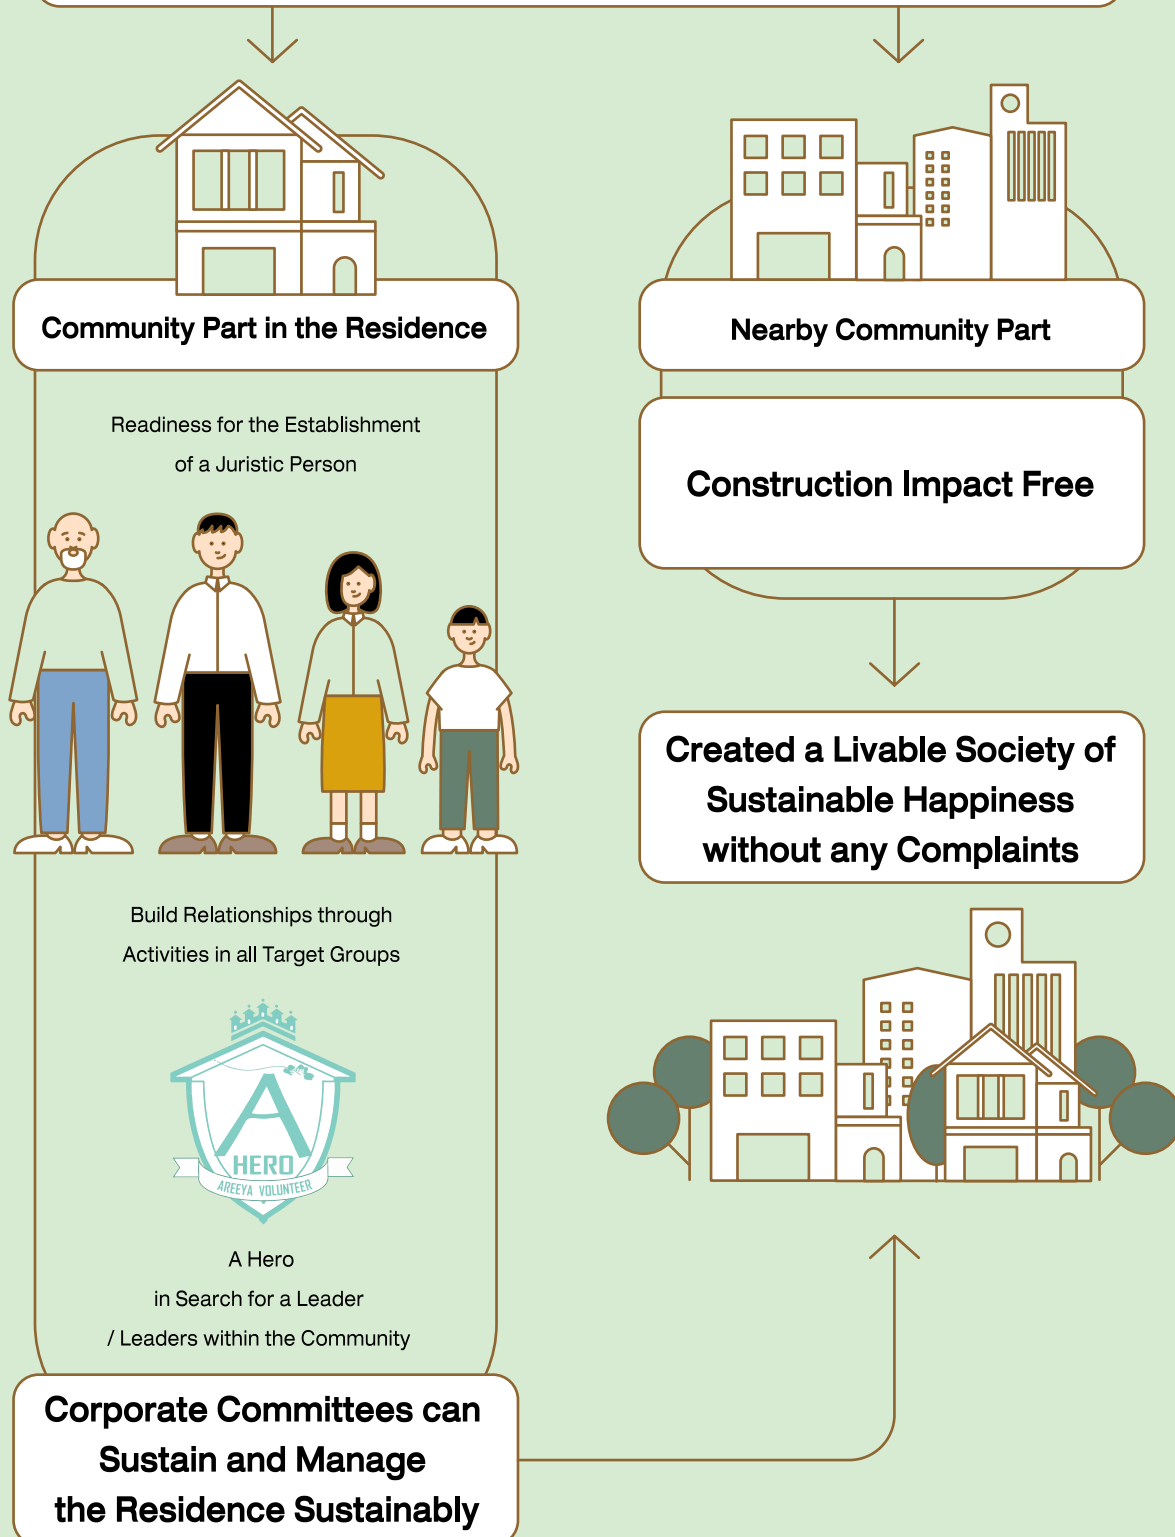 Community Part in the Residence
Readiness for the Establishment
of a Juristic Person
Build Relationships through
Activities in all Target Groups
A
HERO
AREEYA VOLUNTEER
A Hero
in Search for a Leader
/ Leaders within the Community
Corporate Committees can
Sustain and Manage
the Residence Sustainably
Nearby Community Part
Construction Impact Free
Created a Livable Society of
Sustainable Happiness
without any Complaints